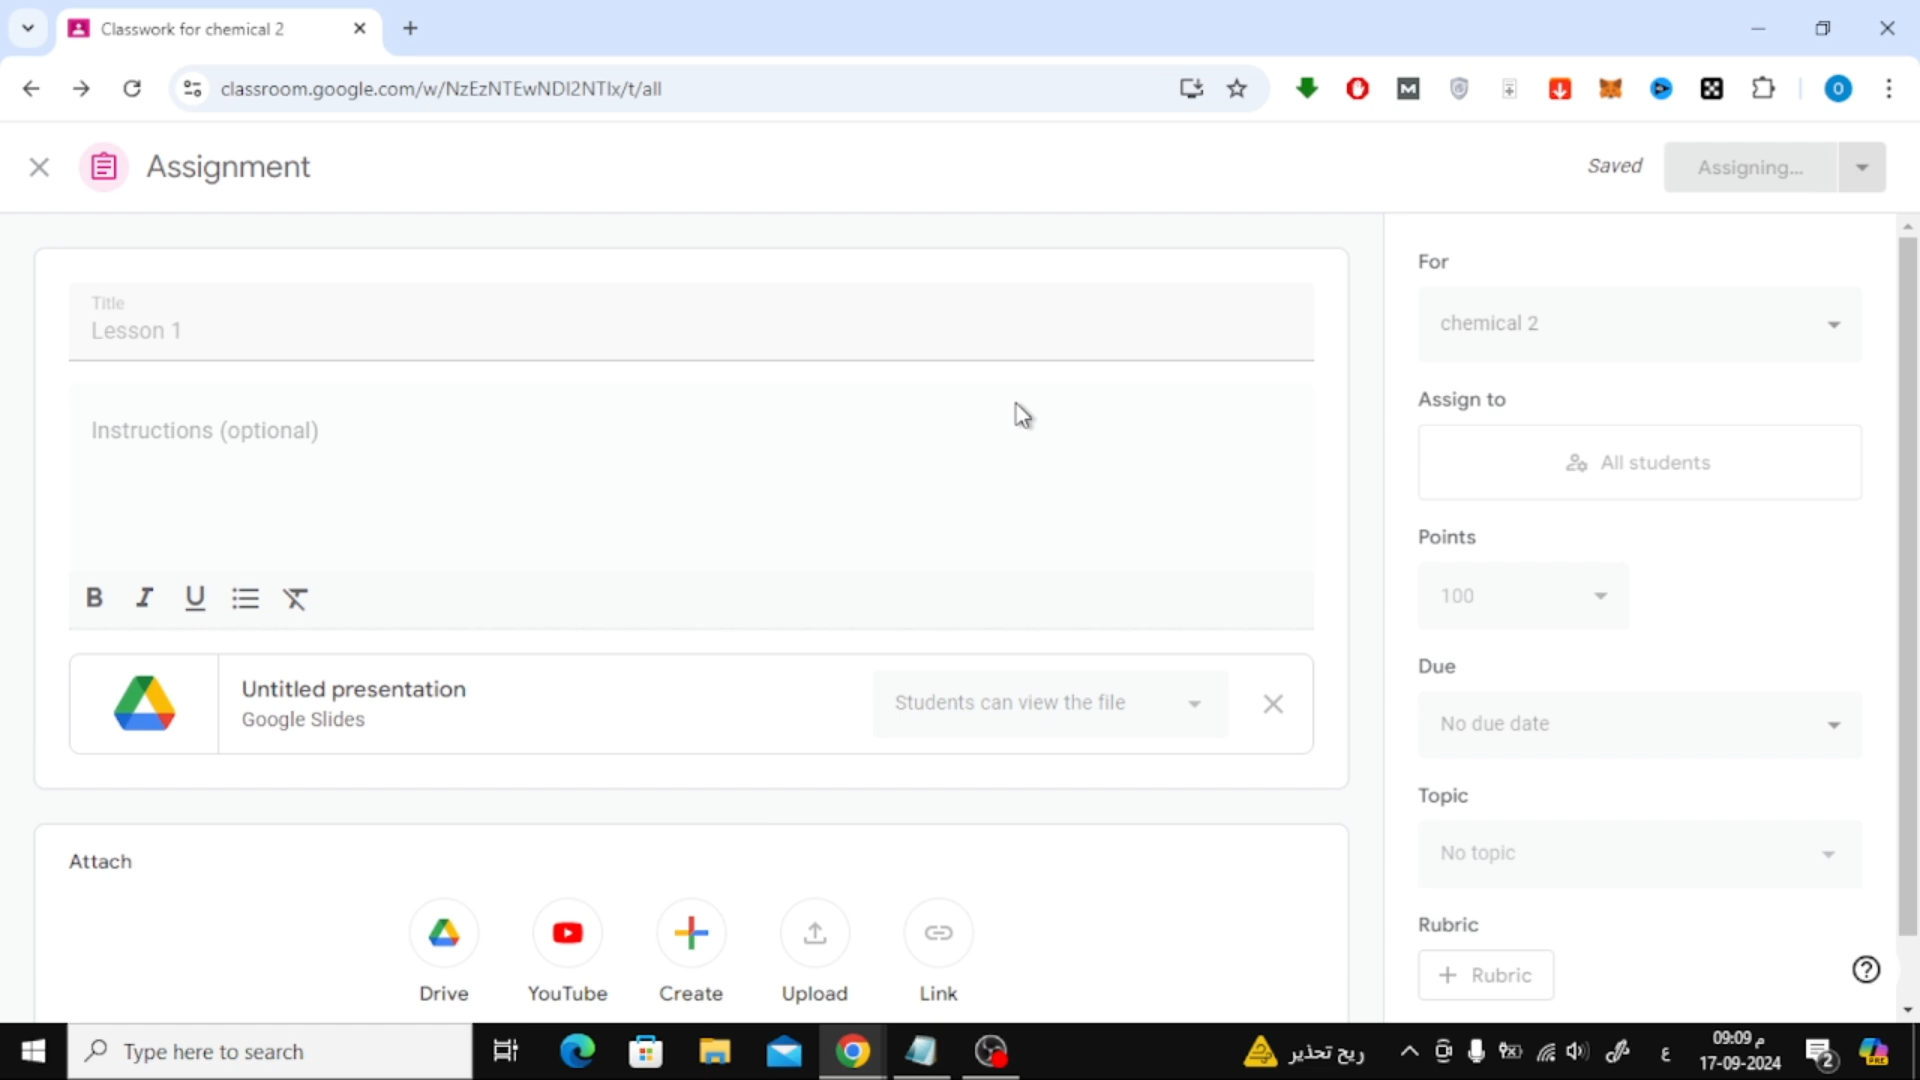 Classwork for chemical 2
classroom.google.com/w/NzEzNTEwNDI2NTIx/t/all
Assignment
Saved
Assigning...
Title
Lesson 1
Instructions (optional)
B I U
Untitled presentation
Google Slides
Students can view the file
Attach
Drive
YouTube
Create
Upload
Link
For
chemical 2
Assign to
All students
Points
100
Due
No due date
Topic
No topic
Rubric
+ Rubric
Type here to search
ريح تحذير
ع
09:09 م
17-09-2024
2
PRE
M
O